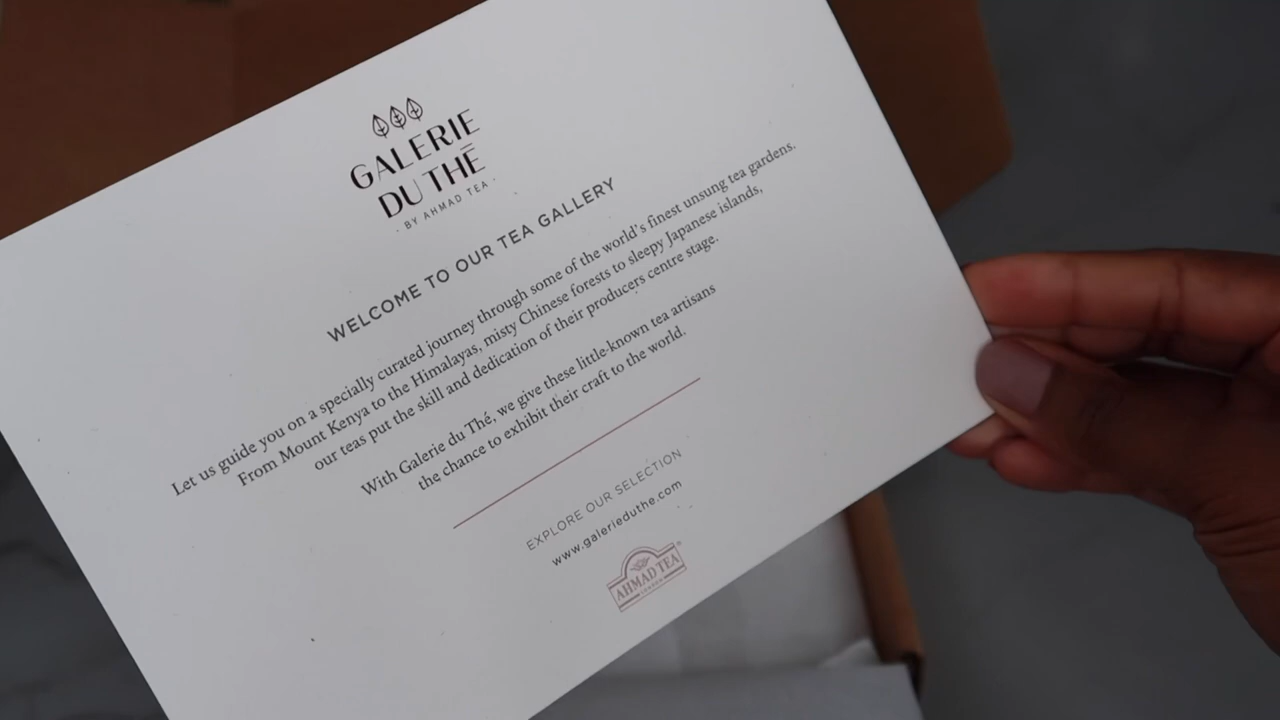 GALERIE
DU THÉ
· BY AHMAD TEA ·
WELCOME TO OUR TEA GALLERY
Let us guide you on a specially curated journey through some of the world's finest unsung tea gardens.
From Mount Kenya to the Himalayas, misty Chinese forests to sleepy Japanese islands,
our teas put the skill and dedication of their producers centre stage.
With Galerie du Thé, we give these little-known tea artisans
the chance to exhibit their craft to the world.
EXPLORE OUR SELECTION
www.galerieduthe.com
AHMAD TEA®
LONDON